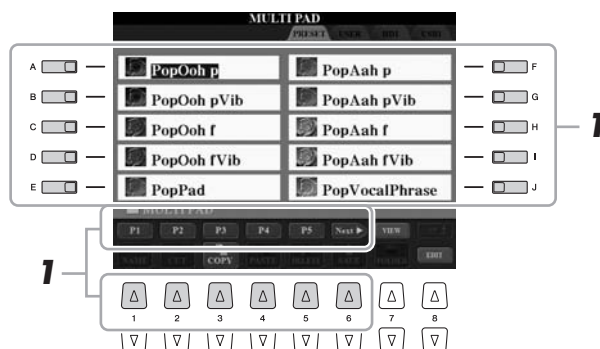 MULTI PAD
PRESET USER HD1 USB1
A PopOoh p PopAah p F
B PopOoh pVib PopAah pVib G
C PopOoh f PopAah f H
D PopOoh fVib PopAah fVib I
E PopPad PopVocalPhrase J
1
MULTI PAD
P1 P2 P3 P4 P5 Next VIEW
NAME CUT COPY PASTE DELETE SAVE FOLDER EDIT
1
1 2 3 4 5 6 7 8